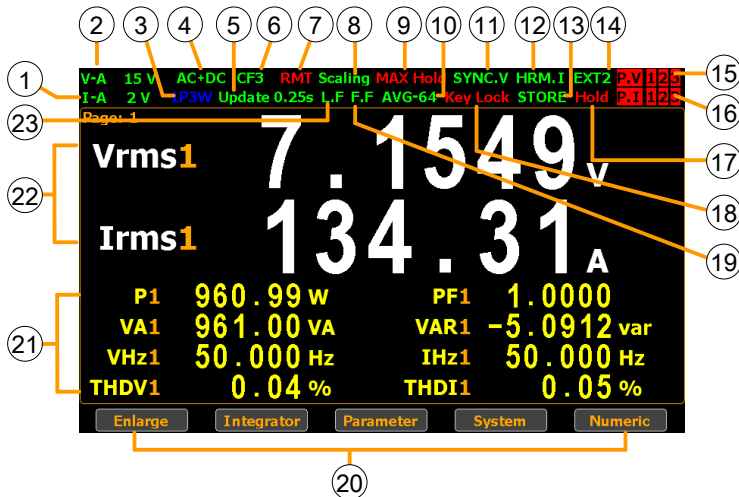 2 3 4 5 6 7 8 9 10 11 12 13 14
1
V-A 15 V AC+DC CF3 RMT Scaling MAX Hold SYNC.V HRM.I EXT2 P.V 1 2 S
15
I-A 2 V 1P3W Update 0.25s L.F F.F AVG-64 Key Lock STORE Hold P.I 1 2 S
16
23
Page: 1
17
22
Vrms1 7.1549 V
18
Irms1 134.31 A
19
21
P1 960.99 W PF1 1.0000
VA1 961.00 VA VAR1 -5.0912 var
VHz1 50.000 Hz IHz1 50.000 Hz
THDV1 0.04 % THDI1 0.05 %
Enlarge Integrator Parameter System Numeric
20